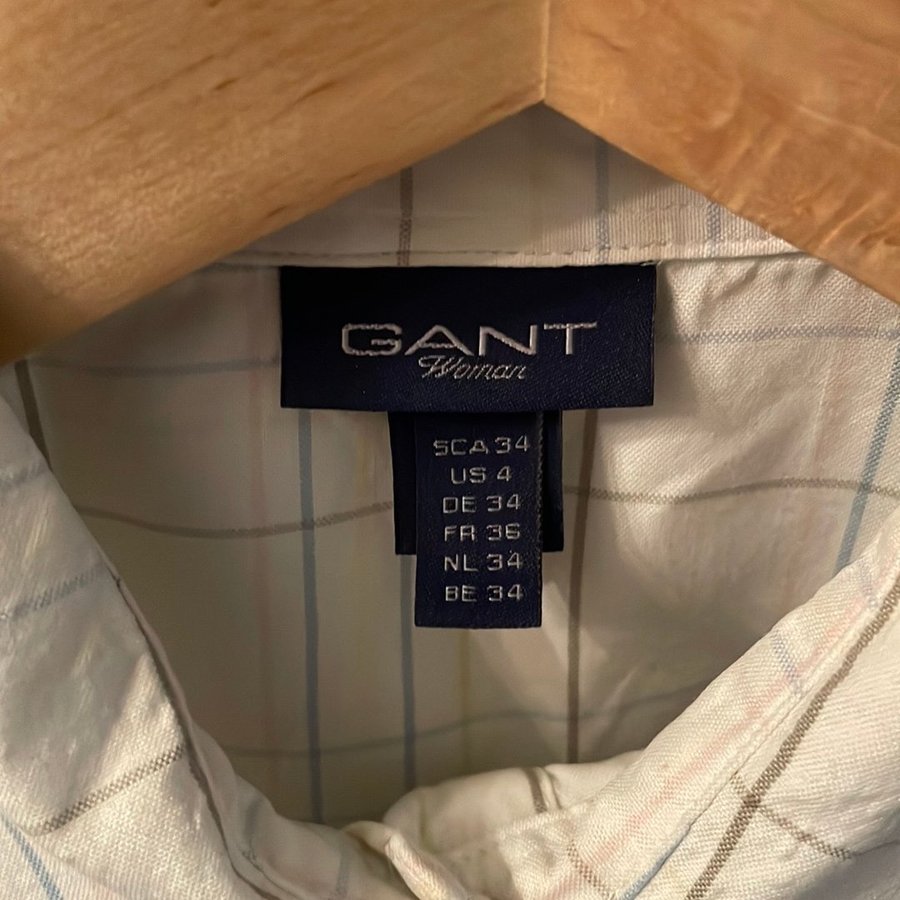 GANT
Woman
SCA 34
US 4
DE 34
FR 36
NL 34
BE 34